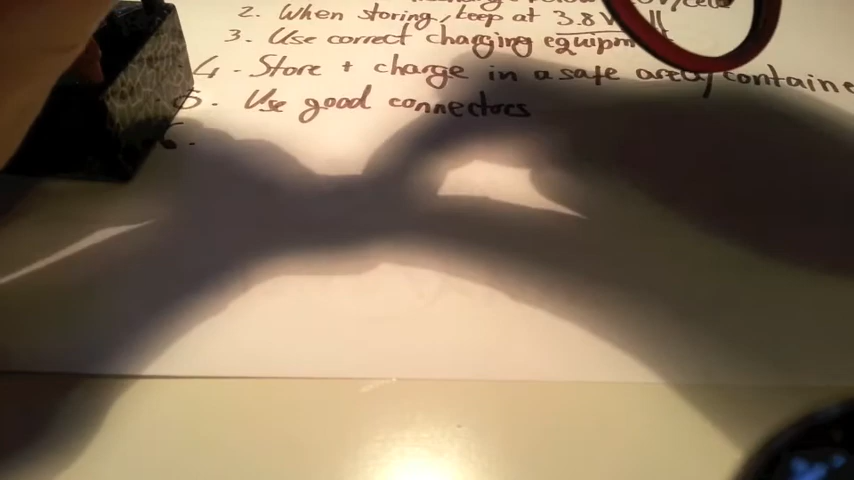 2. When storing, keep at 3.8V
3. Use correct charging equipm
4. Store + charge in a safe area, containe
5. Use good connectors
6.